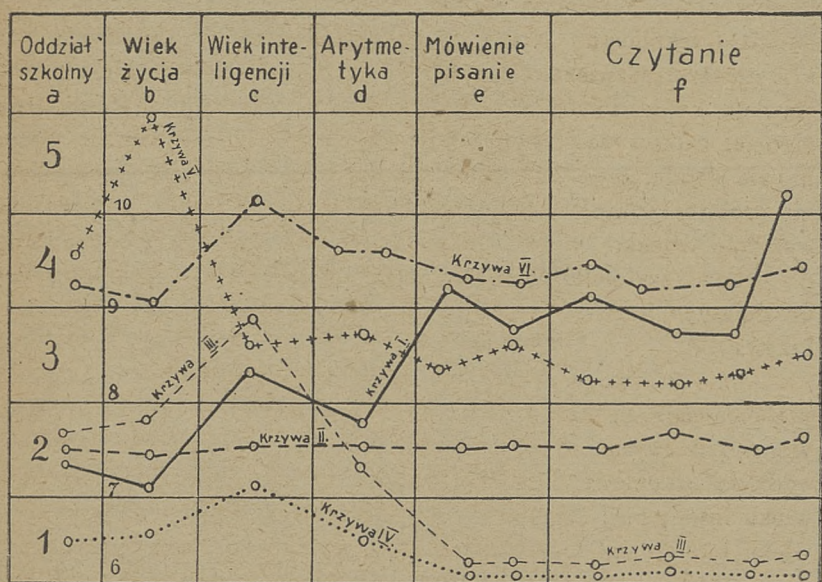 Oddział
szkolny
a
Wiek
życja
b
Wiek inte-
ligencji
c
Arytme-
tyka
d
Mówienie
pisanie
e
Czytanie
f
5
4
3
2
1
10
9
8
7
6
Krzywa V.
Krzywa VI.
Krzywa III.
Krzywa I.
Krzywa II.
Krzywa IV.
Krzywa III.